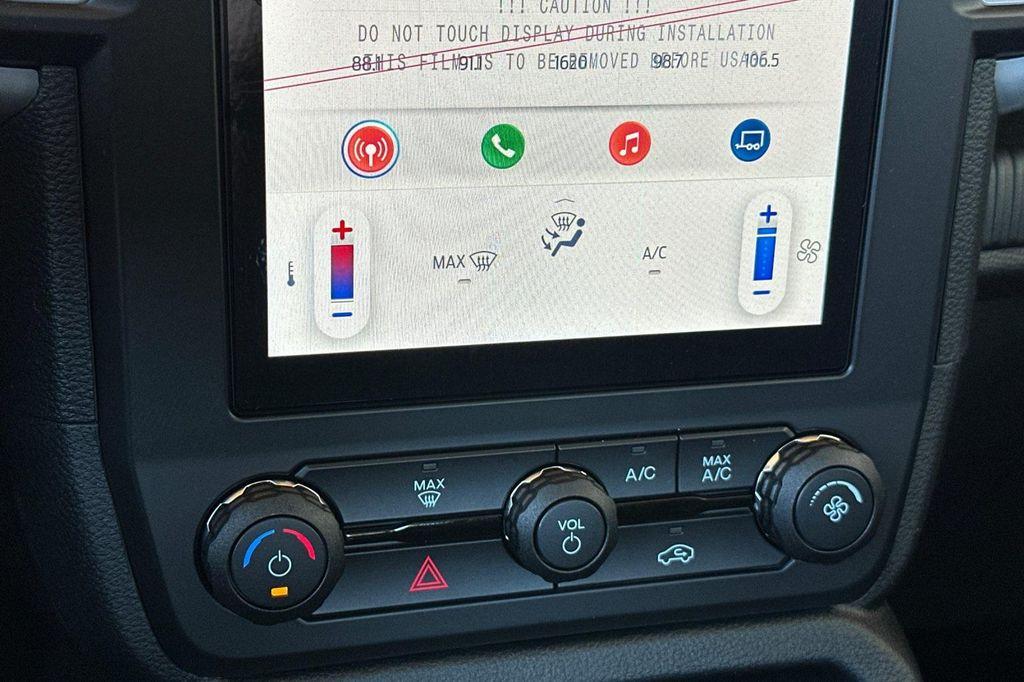 !!! CAUTION !!!
DO NOT TOUCH DISPLAY DURING INSTALLATION
THIS FILM IS TO BE REMOVED BEFORE USAGE.
88.1 91.1 1620 98.7 106.5
MAX A/C
MAX A/C MAX A/C
VOL